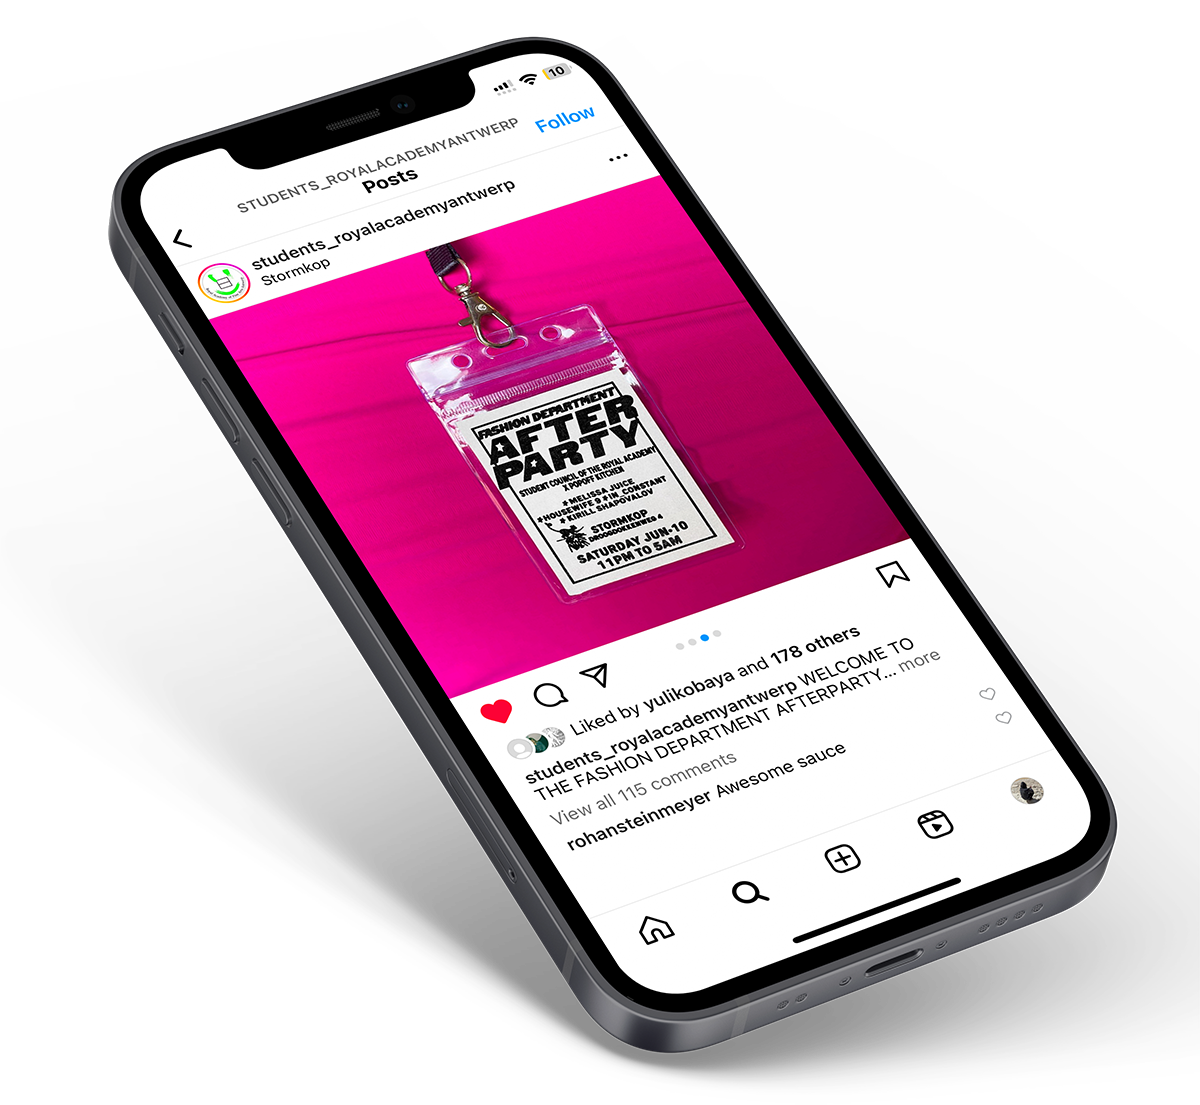 10
STUDENTS_ROYALACADEMYANTWERP
Posts
Follow
students_royalacademyantwerp
Stormkop
FASHION DEPARTMENT
AFTER
PARTY
STUDENT COUNCIL OF THE ROYAL ACADEMY
X POPOFF KITCHEN
*MELISSA JUICE
*HOUSEWIFE 9 *IN_CONSTANT
*KIRILL SHAPOVALOV
STORMKOP
DROOGDOKKENWEG 4
SATURDAY JUN-10
11PM TO 5AM
Liked by yulikobaya and 178 others
students_royalacademyantwerp WELCOME TO
THE FASHION DEPARTMENT AFTERPARTY... more
View all 115 comments
rohansteinmeyer Awesome sauce